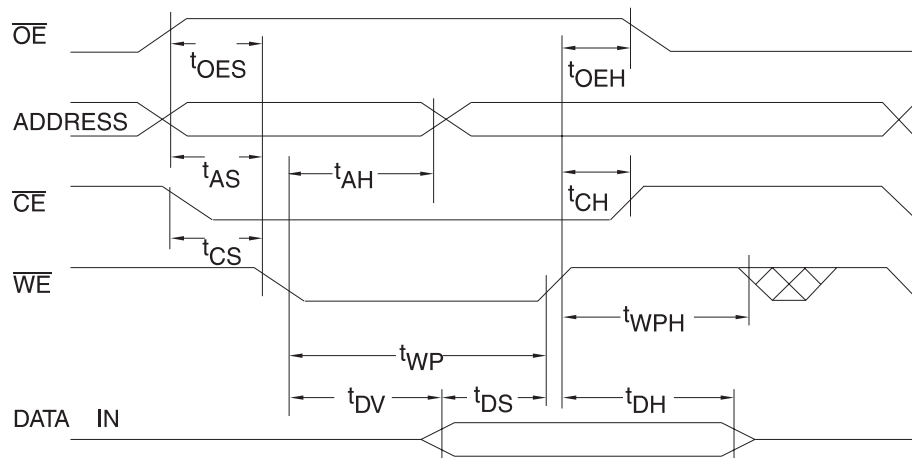 OE
tOES
tOEH
ADDRESS
tAS
tAH
tCH
CE
tCS
WE
tWPH
tWP
tDV
tDS
tDH
DATA IN